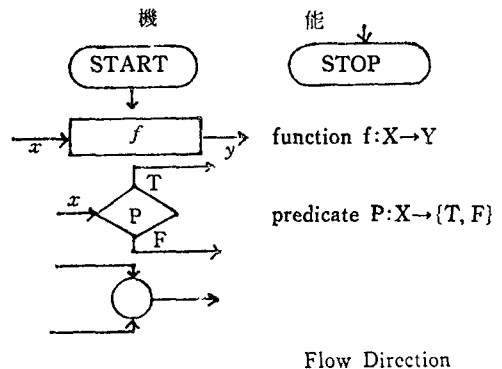 機 能
START STOP
f
x y function f:X→Y
T
x P predicate P:X→{T, F}
F
Flow Direction